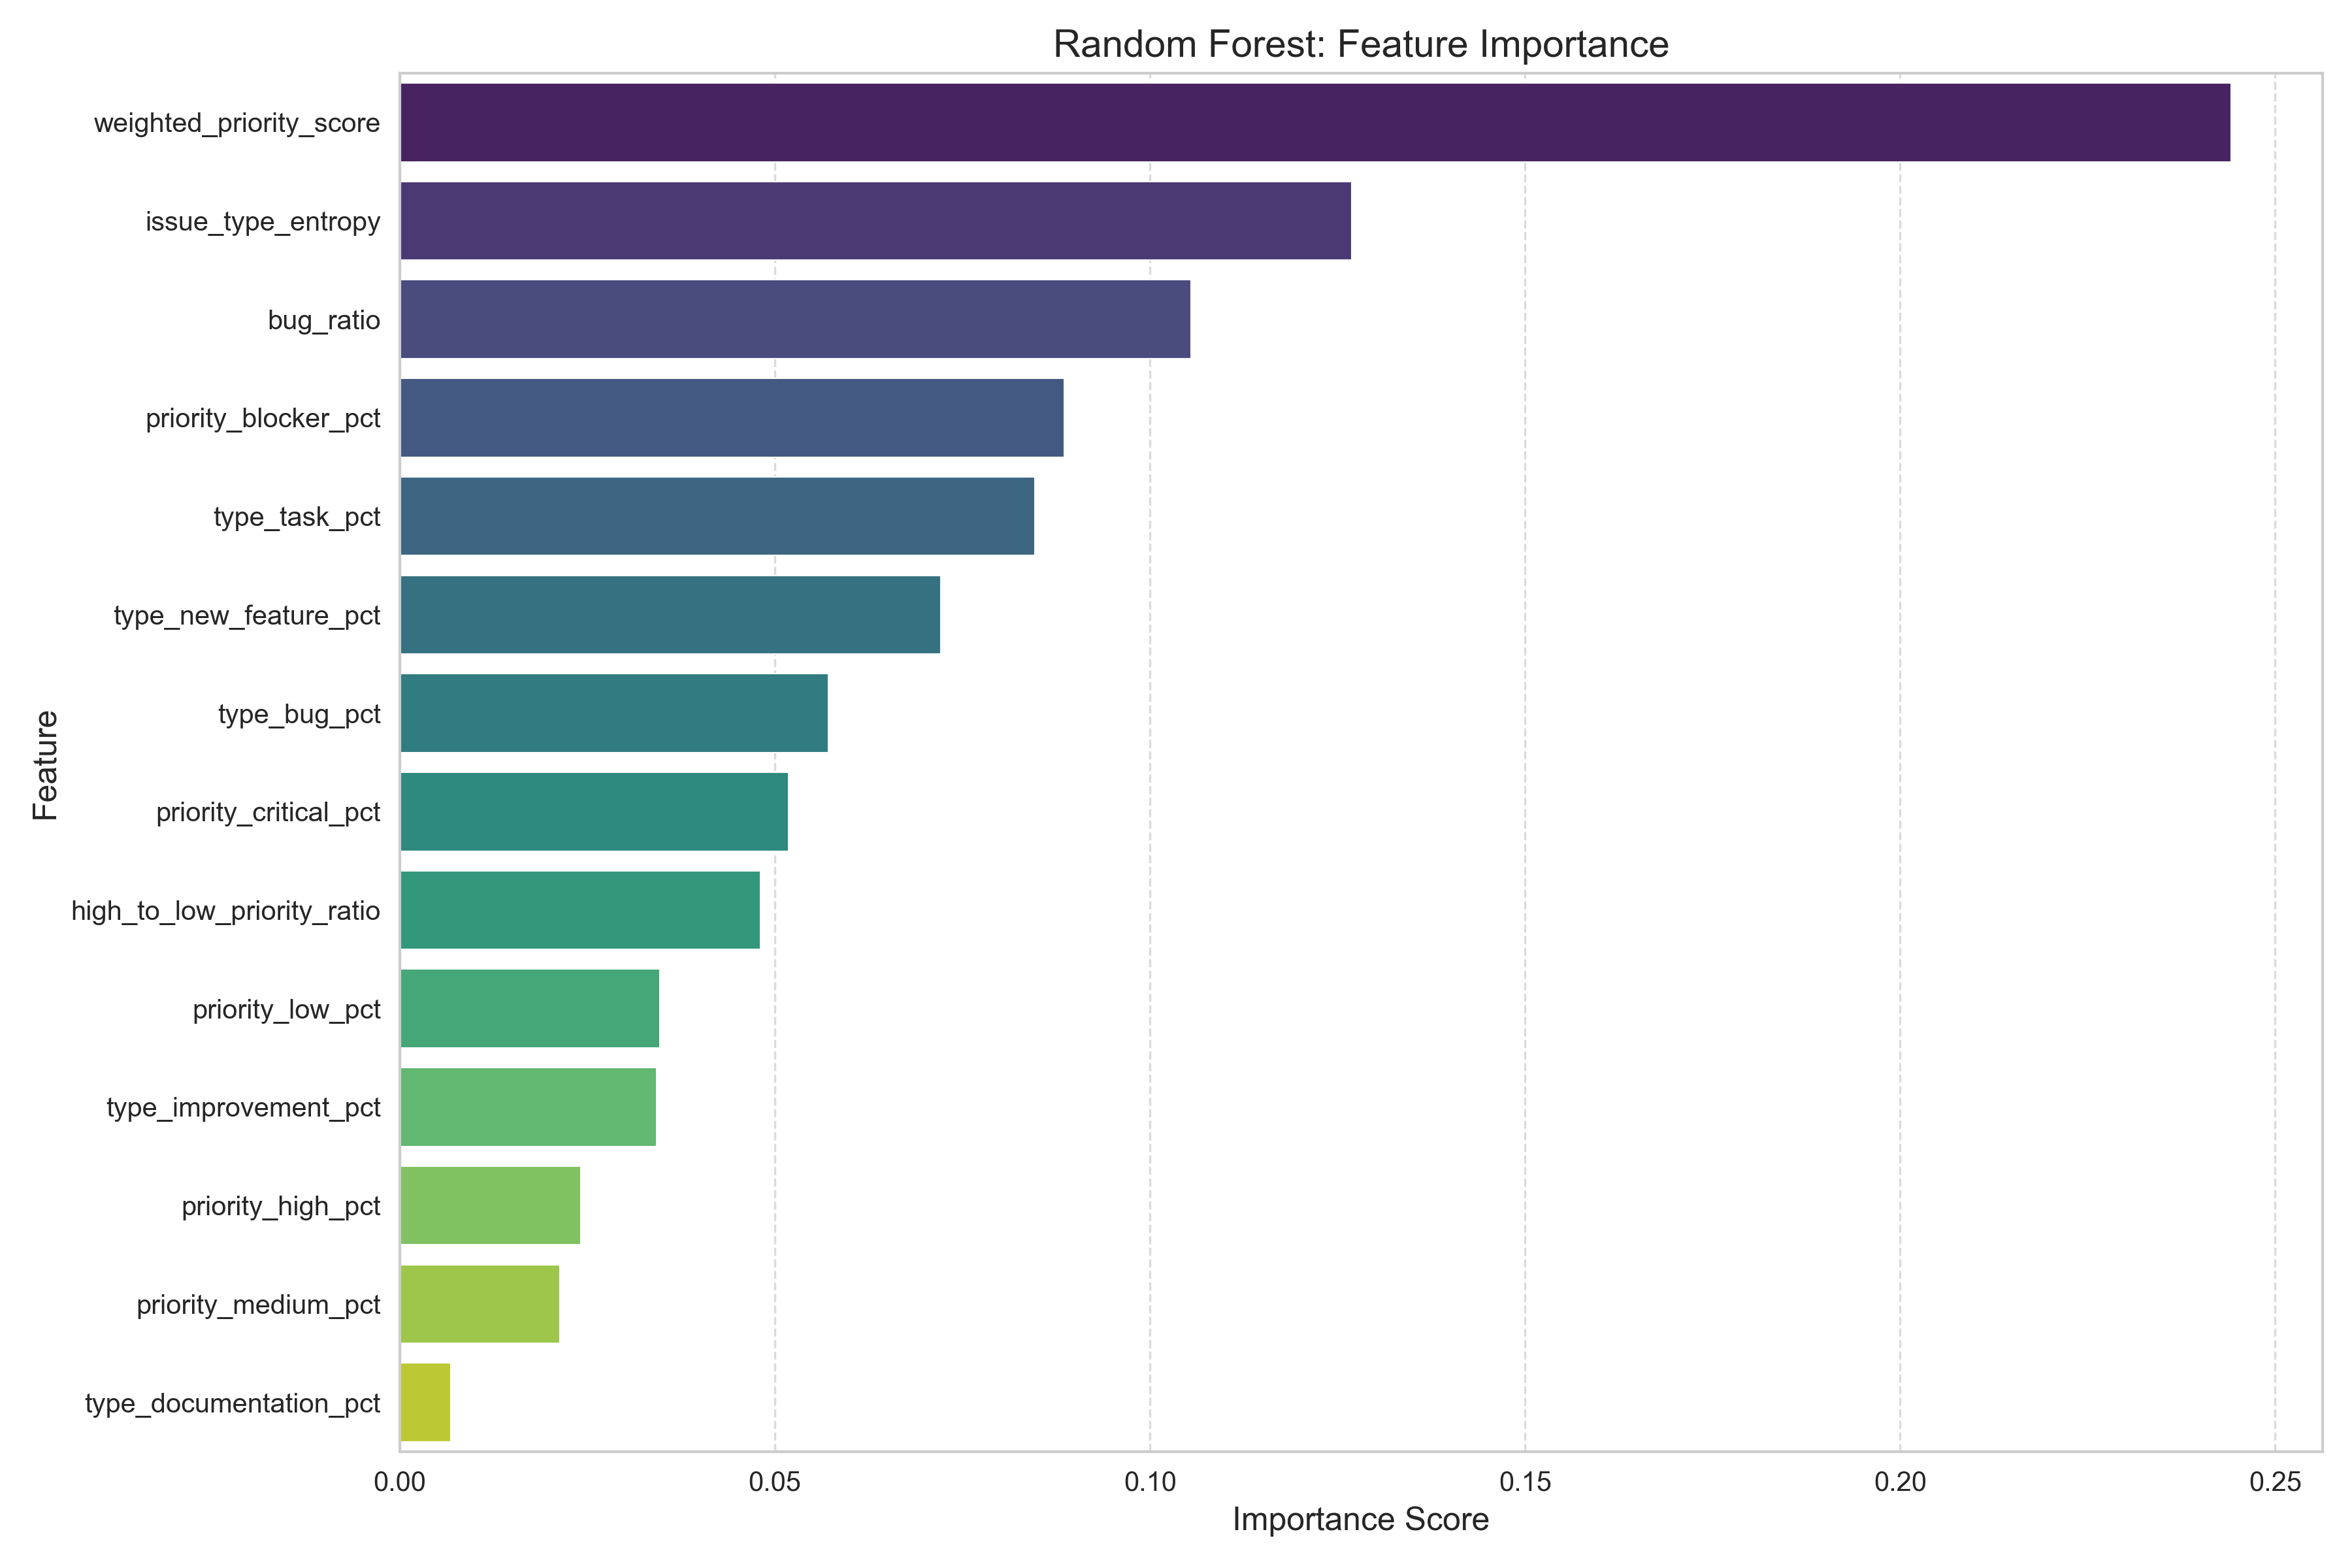 Random Forest: Feature Importance
weighted_priority_score
issue_type_entropy
bug_ratio
priority_blocker_pct
type_task_pct
type_new_feature_pct
type_bug_pct
priority_critical_pct
high_to_low_priority_ratio
priority_low_pct
type_improvement_pct
priority_high_pct
priority_medium_pct
type_documentation_pct
Feature
0.00 0.05 0.10 0.15 0.20 0.25
Importance Score